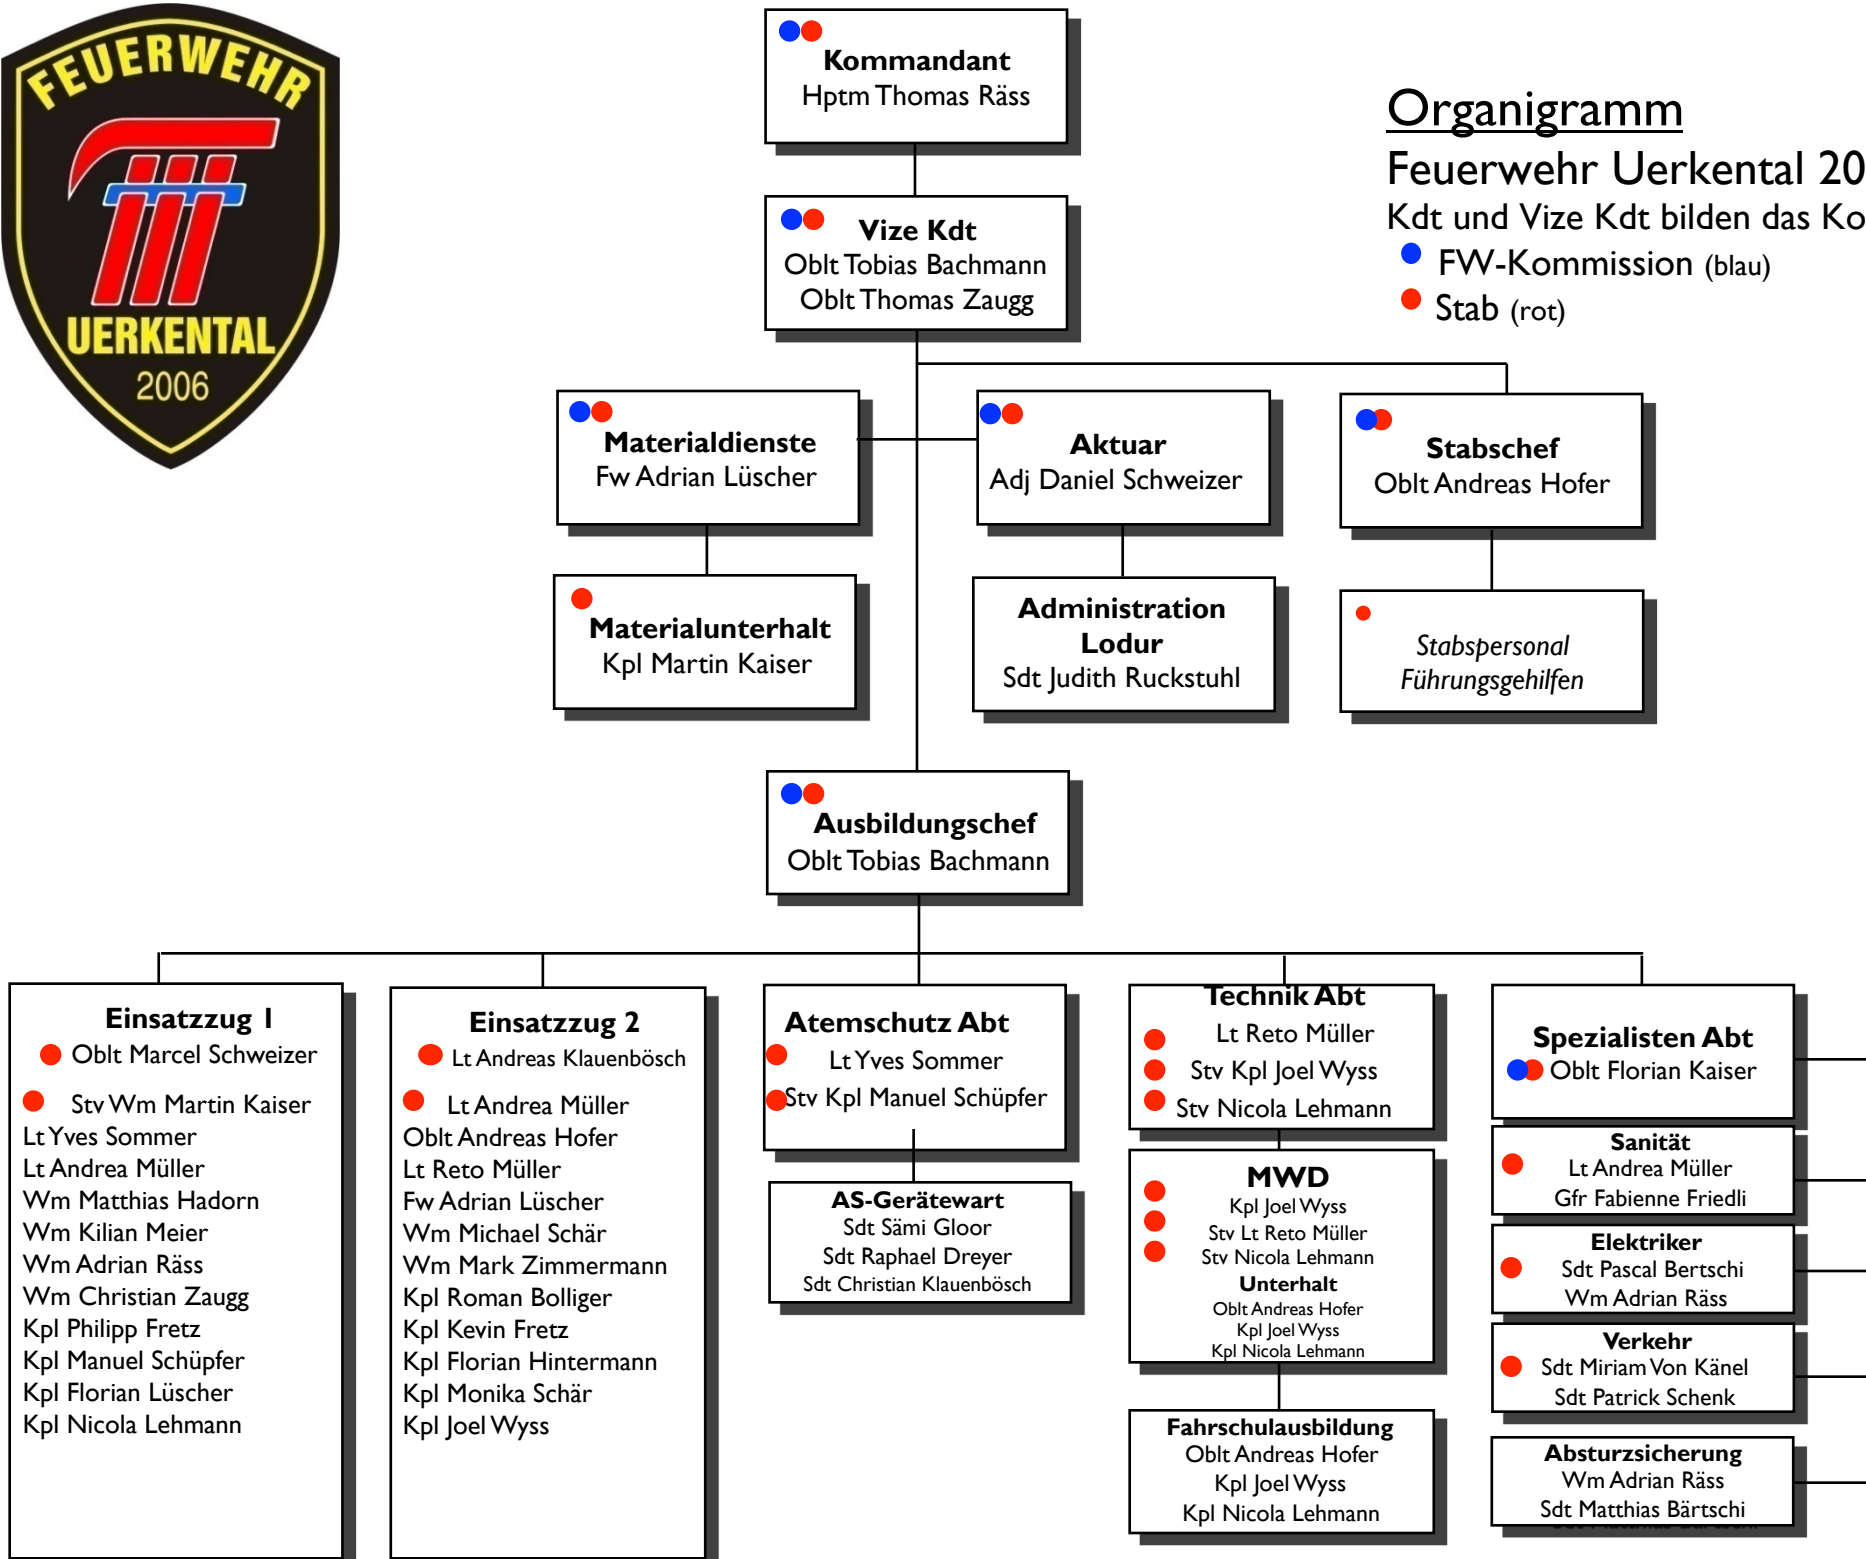 FEUERWEHR
UERKENTAL
2006
Kommandant
Hptm Thomas Räss
Organigramm
Feuerwehr Uerkental 20
Kdt und Vize Kdt bilden das Ko
FW-Kommission (blau)
Stab (rot)
Vize Kdt
Oblt Tobias Bachmann
Oblt Thomas Zaugg
Materialdienste
Fw Adrian Lüscher
Aktuar
Adj Daniel Schweizer
Stabschef
Oblt Andreas Hofer
Materialunterhalt
Kpl Martin Kaiser
Administration
Lodur
Sdt Judith Ruckstuhl
Stabspersonal
Führungsgehilfen
Ausbildungschef
Oblt Tobias Bachmann
Einsatzzug 1
Oblt Marcel Schweizer
Stv Wm Martin Kaiser
Lt Yves Sommer
Lt Andrea Müller
Wm Matthias Hadorn
Wm Kilian Meier
Wm Adrian Räss
Wm Christian Zaugg
Kpl Philipp Fretz
Kpl Manuel Schüpfer
Kpl Florian Lüscher
Kpl Nicola Lehmann
Einsatzzug 2
Lt Andreas Klauenbösch
Lt Andrea Müller
Oblt Andreas Hofer
Lt Reto Müller
Fw Adrian Lüscher
Wm Michael Schär
Wm Mark Zimmermann
Kpl Roman Bolliger
Kpl Kevin Fretz
Kpl Florian Hintermann
Kpl Monika Schär
Kpl Joel Wyss
Atemschutz Abt
Lt Yves Sommer
Stv Kpl Manuel Schüpfer
AS-Gerätewart
Sdt Sämi Gloor
Sdt Raphael Dreyer
Sdt Christian Klauenbösch
Technik Abt
Lt Reto Müller
Stv Kpl Joel Wyss
Stv Nicola Lehmann
MWD
Kpl Joel Wyss
Stv Lt Reto Müller
Stv Nicola Lehmann
Unterhalt
Oblt Andreas Hofer
Kpl Joel Wyss
Kpl Nicola Lehmann
Fahrschulausbildung
Oblt Andreas Hofer
Kpl Joel Wyss
Kpl Nicola Lehmann
Spezialisten Abt
Oblt Florian Kaiser
Sanität
Lt Andrea Müller
Gfr Fabienne Friedli
Elektriker
Sdt Pascal Bertschi
Wm Adrian Räss
Verkehr
Sdt Miriam Von Känel
Sdt Patrick Schenk
Absturzsicherung
Wm Adrian Räss
Sdt Matthias Bärtschi